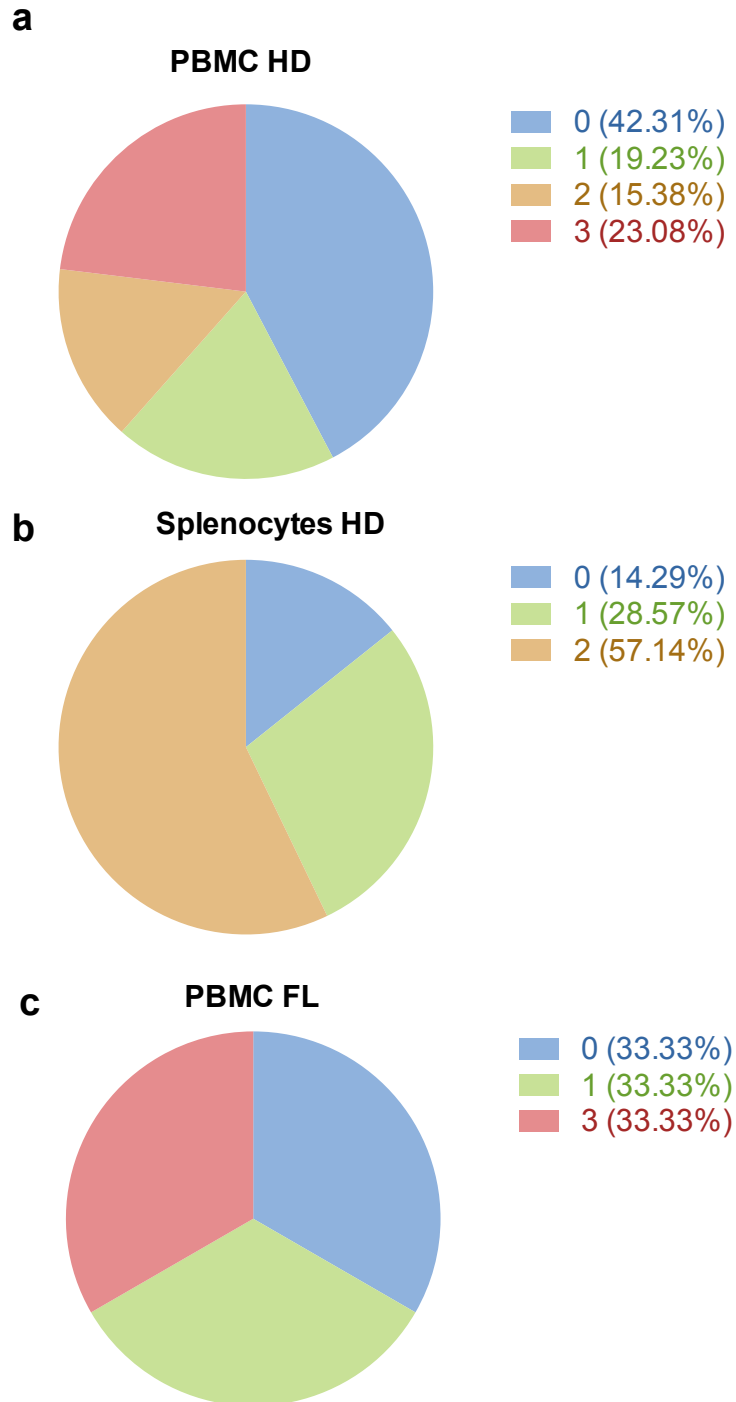 a
PBMC HD
0 (42.31%)
1 (19.23%)
2 (15.38%)
3 (23.08%)
b
Splenocytes HD
0 (14.29%)
1 (28.57%)
2 (57.14%)
c
PBMC FL
0 (33.33%)
1 (33.33%)
3 (33.33%)